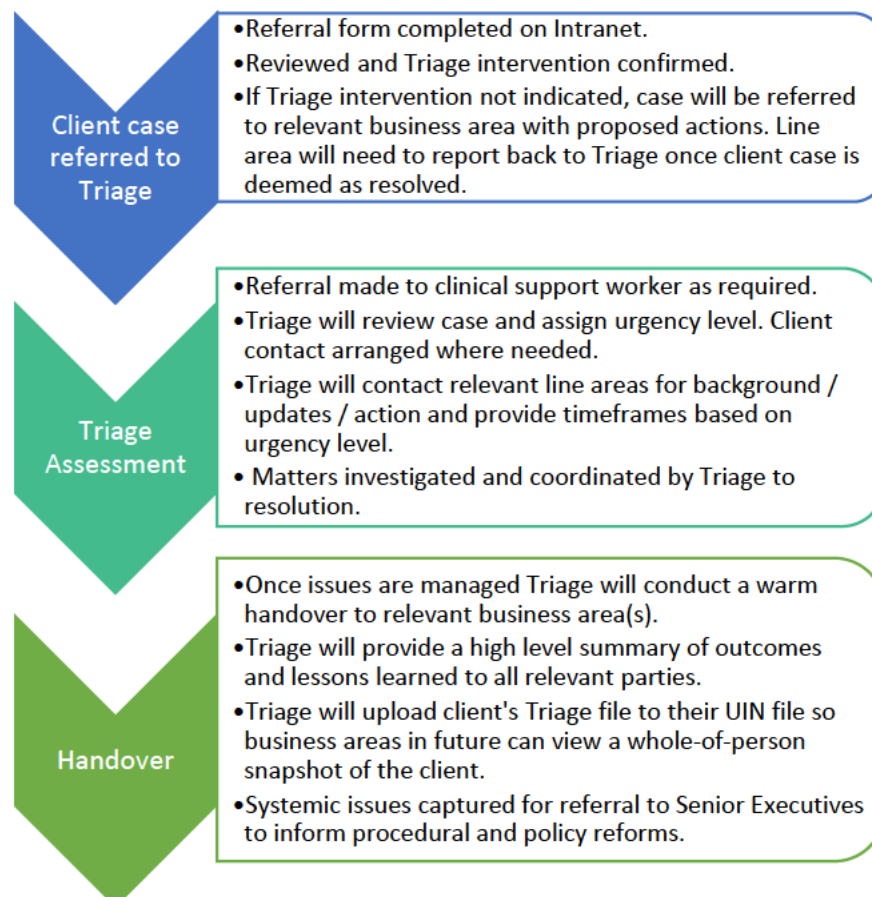 Client case
referred to
Triage
•Referral form completed on Intranet.
•Reviewed and Triage intervention confirmed.
•If Triage intervention not indicated, case will be referred
to relevant business area with proposed actions. Line
area will need to report back to Triage once client case is
deemed as resolved.
Triage
Assessment
•Referral made to clinical support worker as required.
•Triage will review case and assign urgency level. Client
contact arranged where needed.
•Triage will contact relevant line areas for background /
updates / action and provide timeframes based on
urgency level.
• Matters investigated and coordinated by Triage to
resolution.
Handover
•Once issues are managed Triage will conduct a warm
handover to relevant business area(s).
•Triage will provide a high level summary of outcomes
and lessons learned to all relevant parties.
•Triage will upload client's Triage file to their UIN file so
business areas in future can view a whole-of-person
snapshot of the client.
•Systemic issues captured for referral to Senior Executives
to inform procedural and policy reforms.